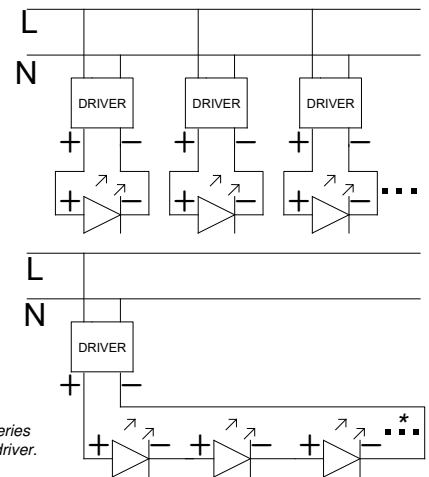 L
N
DRIVER DRIVER DRIVER
+ − + − + −
+ − + − + − ...
L
N
DRIVER
+ −
*
+ − + − + − ...
eries
driver.